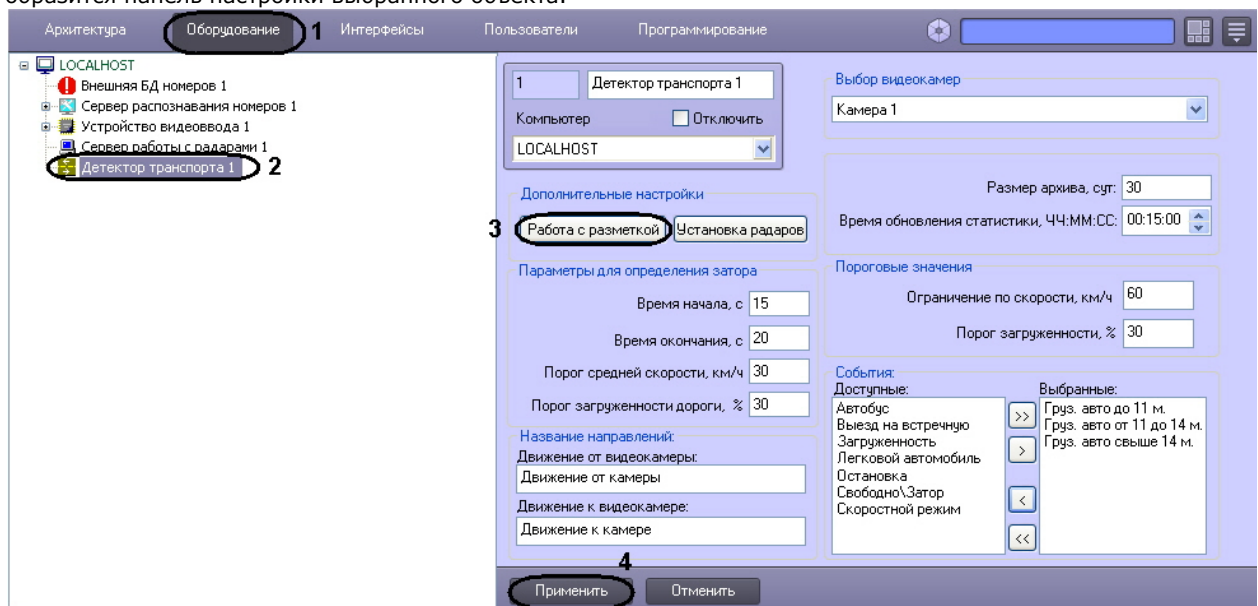 образится панель настройки выбранного объекта.
Архитектура Оборудование 1 Интерфейсы Пользователи Программирование
LOCALHOST
Внешняя БД номеров 1
Сервер распознавания номеров 1
Устройство видеоввода 1
Сервер работы с радарами 1
Детектор транспорта 1 2
1 Детектор транспорта 1
Компьютер Отключить
LOCALHOST
Выбор видеокамер
Камера 1
Дополнительные настройки
3 Работа с разметкой Установка радаров
Размер архива, сут: 30
Время обновления статистики, ЧЧ:ММ:СС: 00:15:00
Параметры для определения затора
Время начала, с 15
Время окончания, с 20
Порог средней скорости, км/ч 30
Порог загруженности дороги, % 30
Пороговые значения
Ограничение по скорости, км/ч 60
Порог загруженности, % 30
Название направлений:
Движение от видеокамеры:
Движение от камеры
Движение к видеокамере:
Движение к камере
События:
Доступные:
Автобус
Выезд на встречную
Загруженность
Легковой автомобиль
Остановка
Свободно\Затор
Скоростной режим
>>
>
<
<<
Выбранные:
Груз. авто до 11 м.
Груз. авто от 11 до 14 м.
Груз. авто свыше 14 м.
4
Применить Отменить